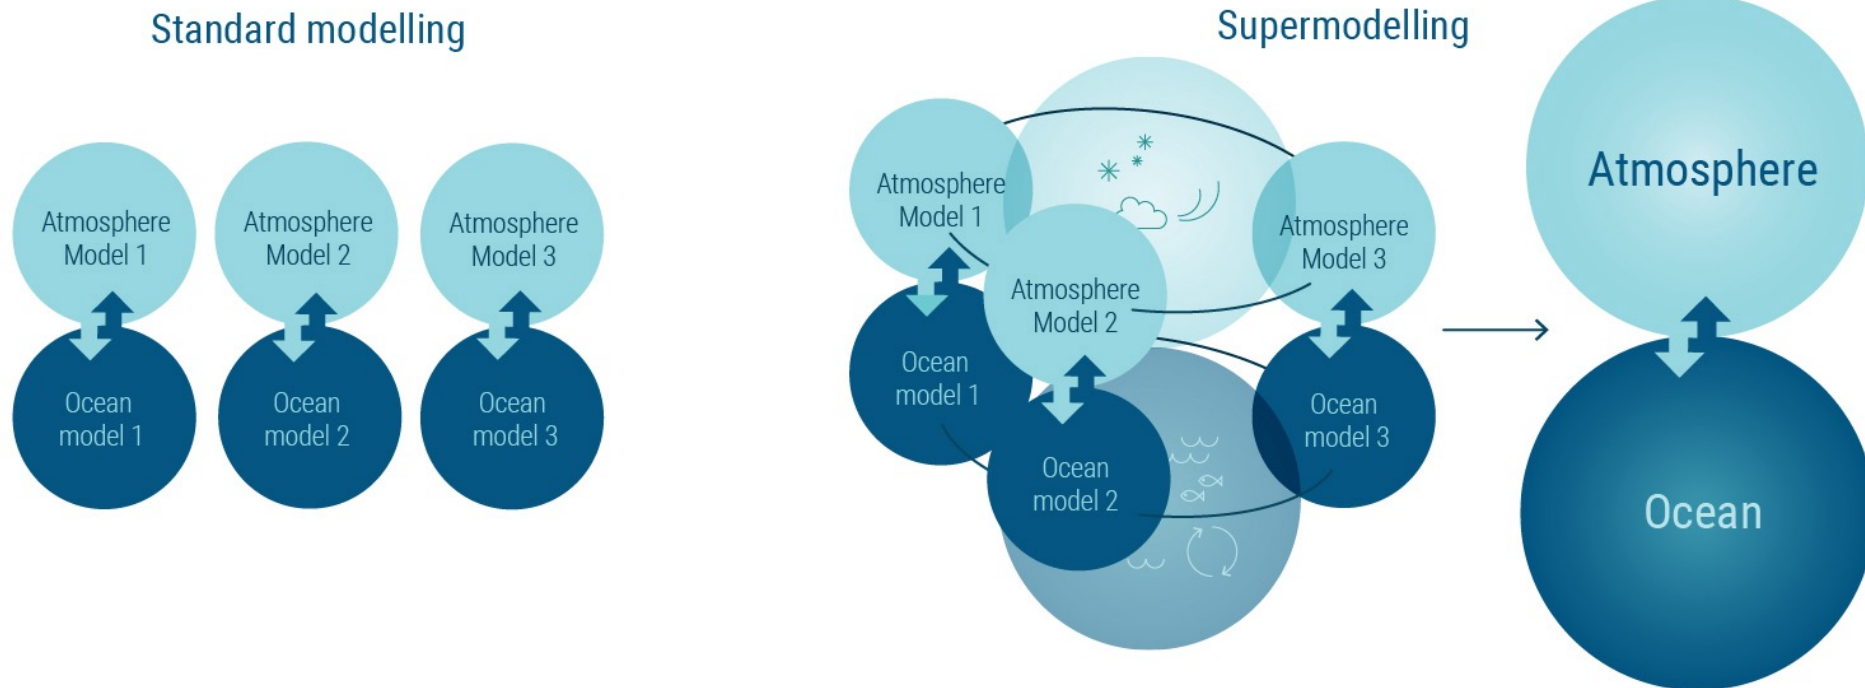 Standard modelling
Atmosphere
Model 1
Atmosphere
Model 2
Atmosphere
Model 3
Ocean
model 1
Ocean
model 2
Ocean
model 3
Supermodelling
Atmosphere
Model 1
Atmosphere
Model 2
Atmosphere
Model 3
Ocean
model 1
Ocean
model 2
Ocean
model 3
Atmosphere
Ocean